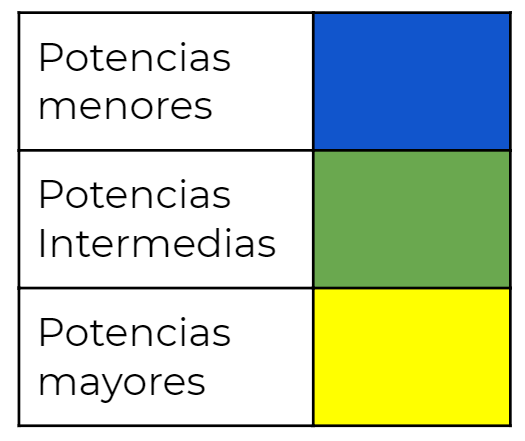 Potencias
menores
Potencias
Intermedias
Potencias
mayores